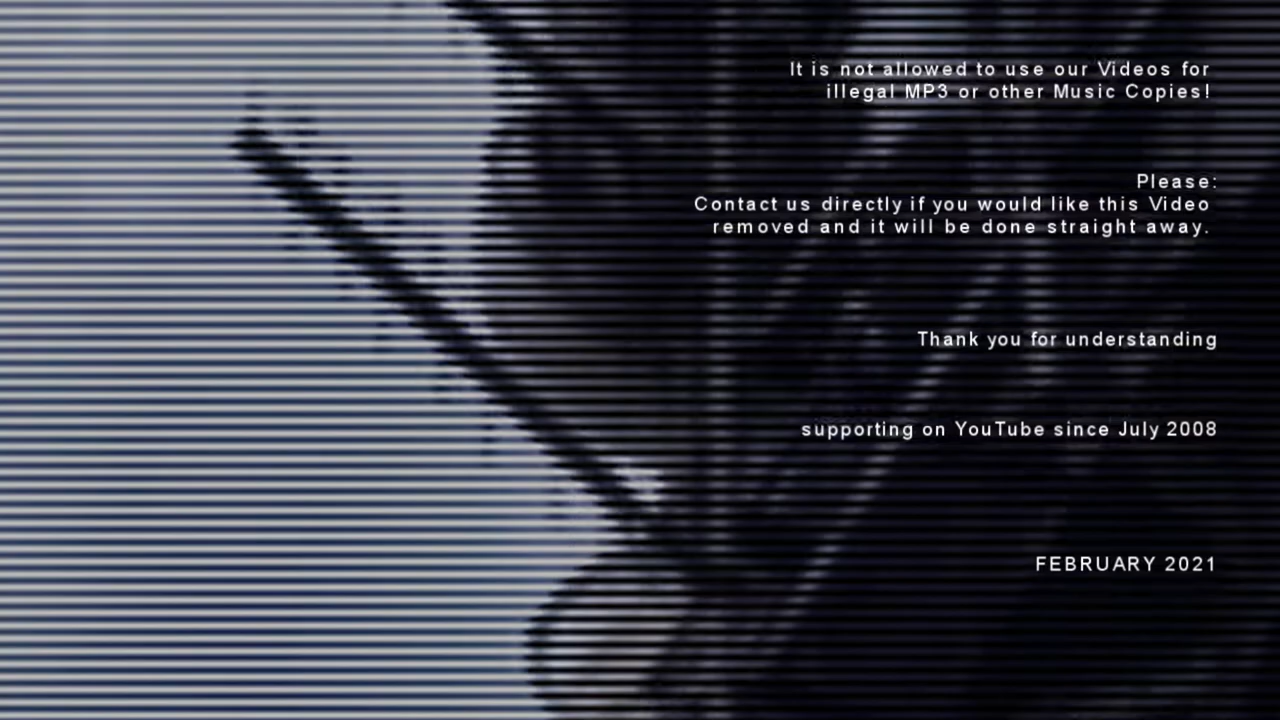 It is not allowed to use our Videos for
illegal MP3 or other Music Copies!
Please:
Contact us directly if you would like this Video
removed and it will be done straight away.
Thank you for understanding
supporting on YouTube since July 2008
FEBRUARY 2021